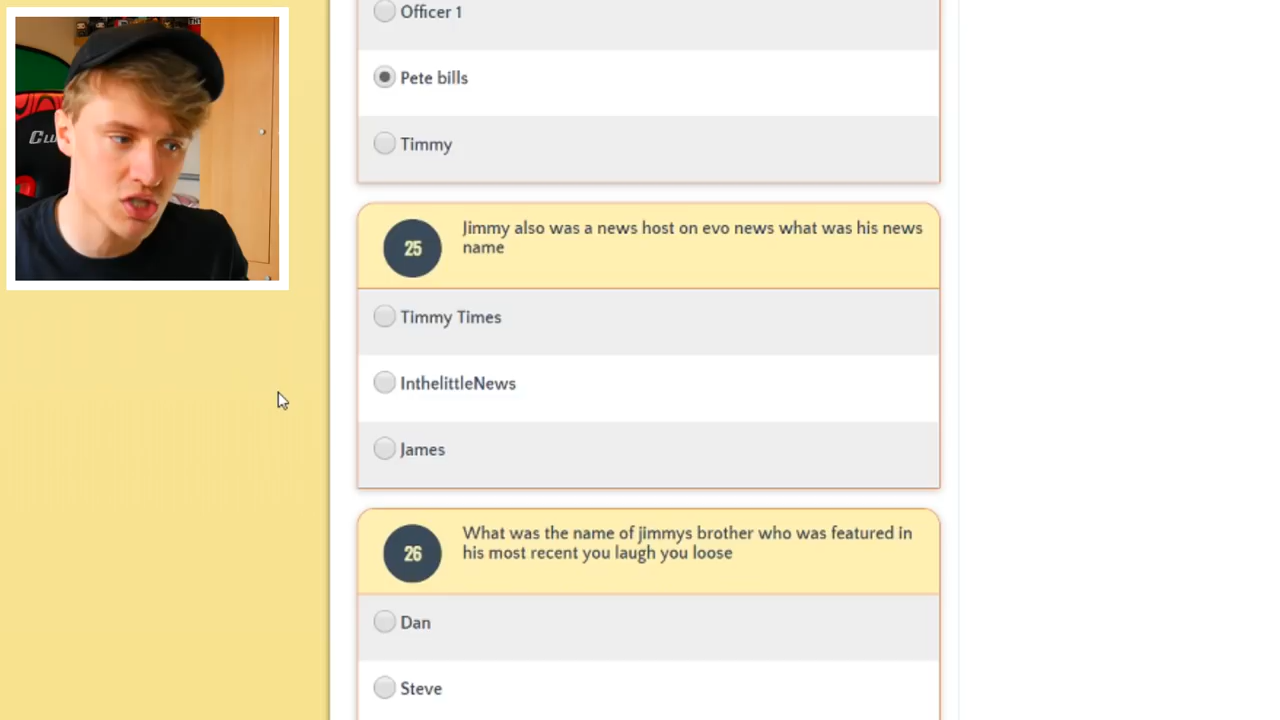 Officer 1
Pete bills
Timmy
25
Jimmy also was a news host on evo news what was his news
name
Timmy Times
InthelittleNews
James
26
What was the name of jimmys brother who was featured in
his most recent you laugh you loose
Dan
Steve